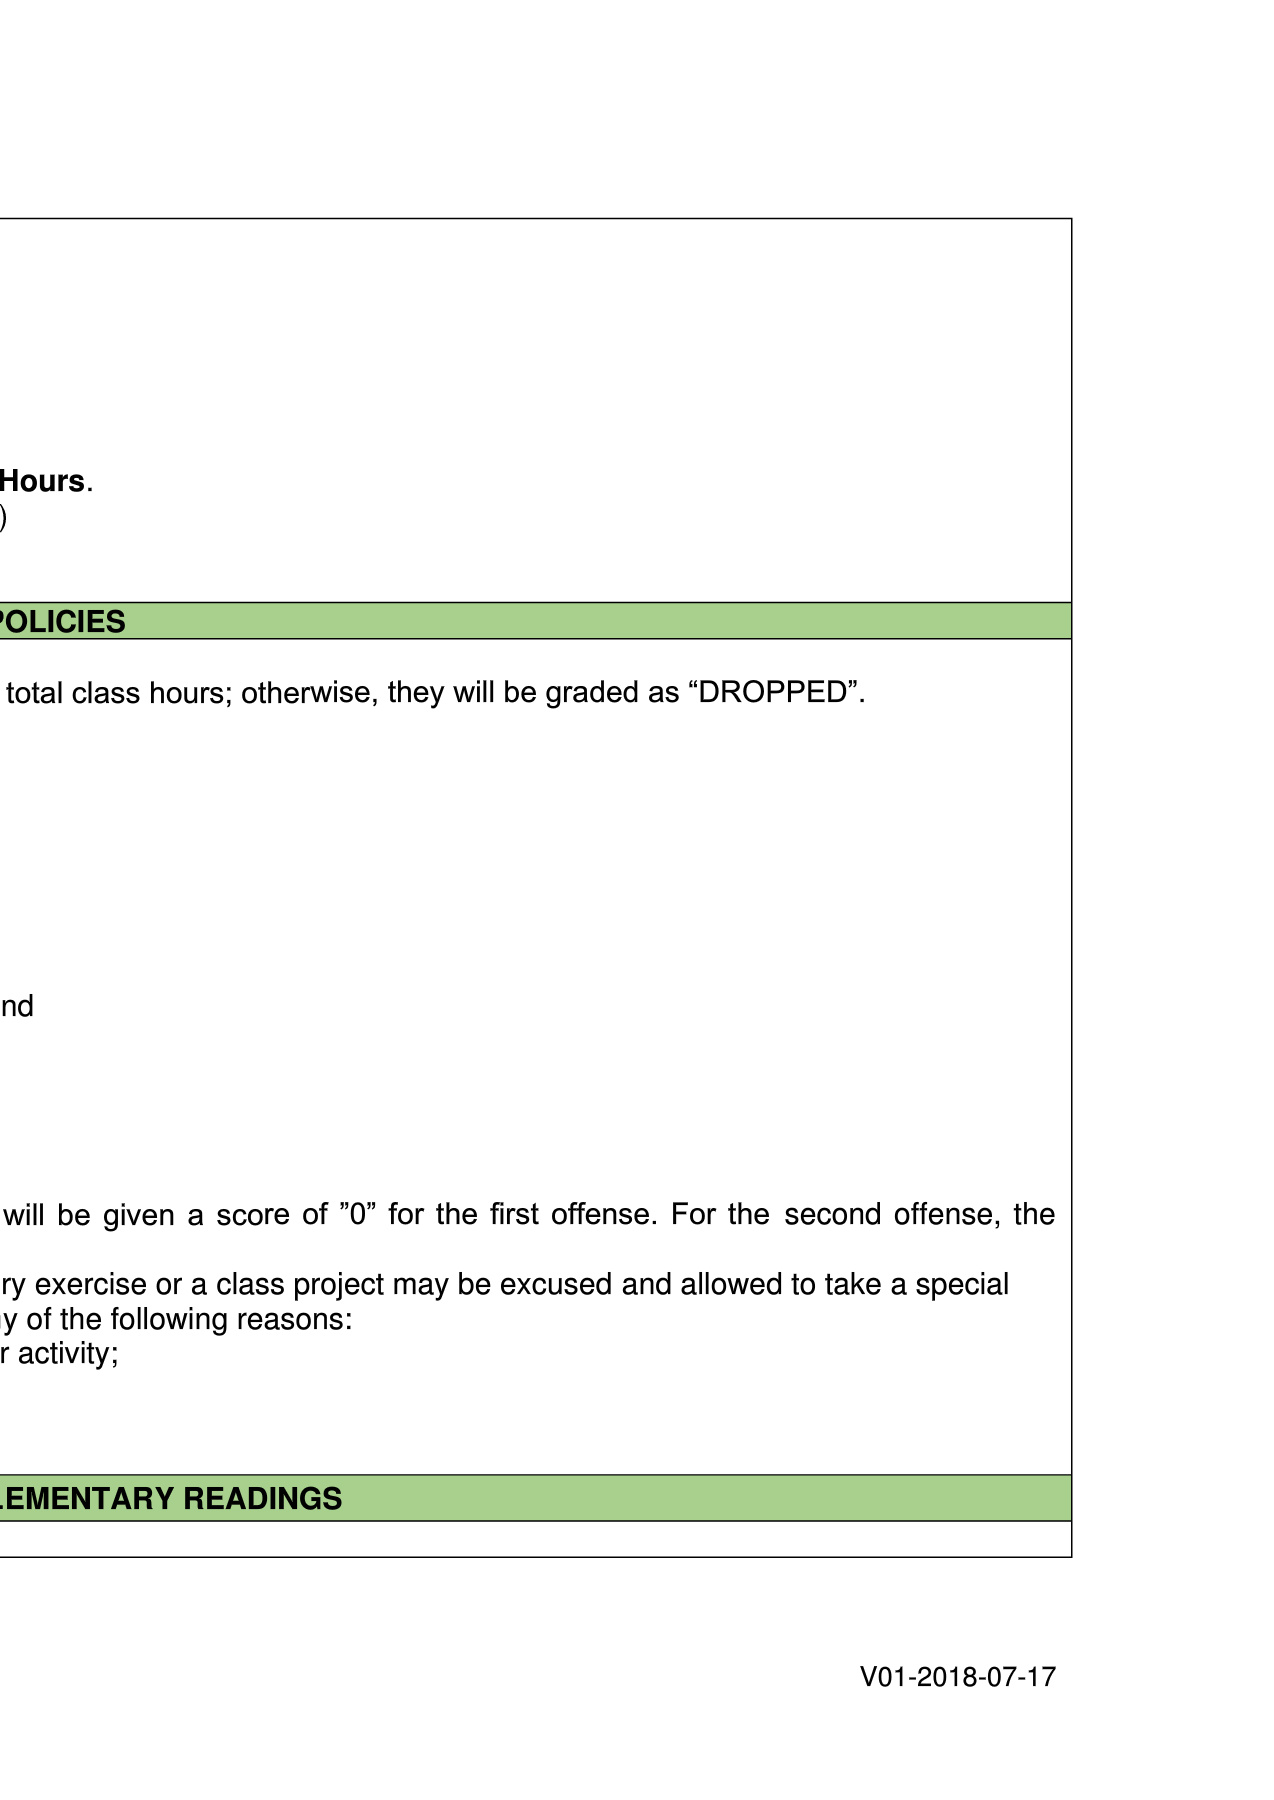 Hours.
)
POLICIES
total class hours; otherwise, they will be graded as “DROPPED”.
nd
will be given a score of ”0” for the first offense. For the second offense, the
ry exercise or a class project may be excused and allowed to take a special
y of the following reasons:
r activity;
LEMENTARY READINGS
V01-2018-07-17